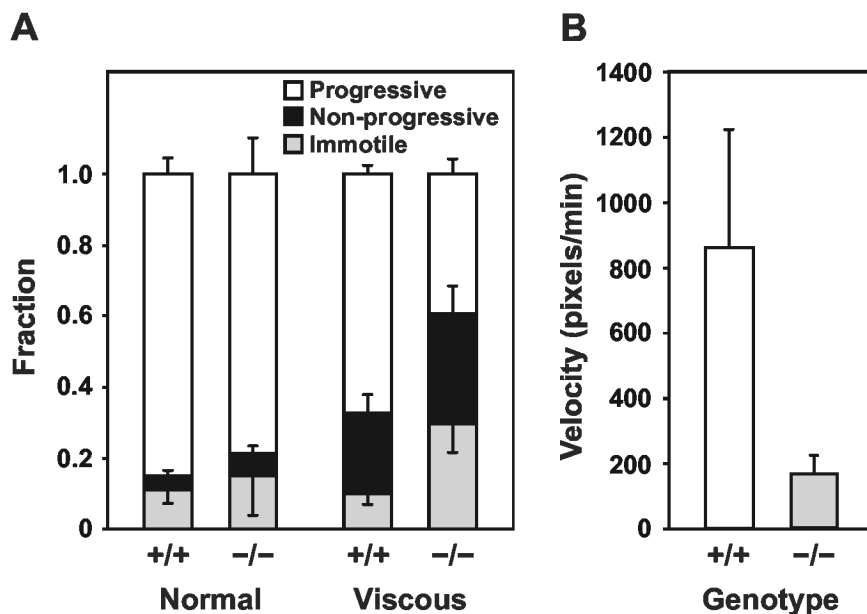 A
Progressive
Non-progressive
Immotile
1.0
0.8
0.6
0.4
0.2
0
Fraction
+/+ −/− +/+ −/−
Normal Viscous
B
1400
1200
1000
800
600
400
200
0
Velocity (pixels/min)
+/+ −/−
Genotype